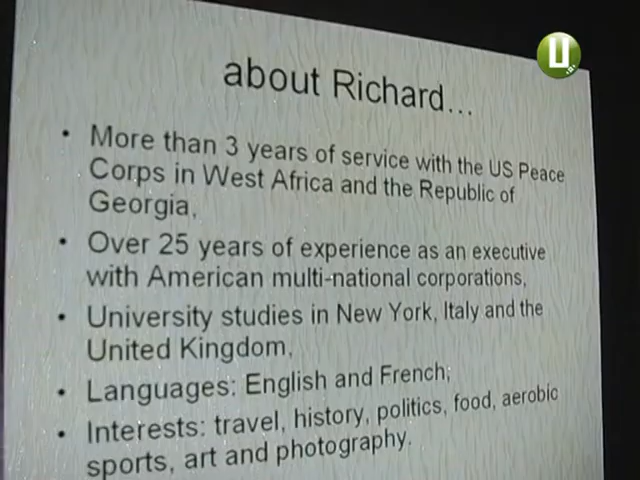 U
about Richard...
• More than 3 years of service with the US Peace
Corps in West Africa and the Republic of
Georgia,
• Over 25 years of experience as an executive
with American multi-national corporations,
• University studies in New York, Italy and the
United Kingdom,
• Languages: English and French;
• Interests: travel, history, politics, food, aerobic
sports, art and photography.